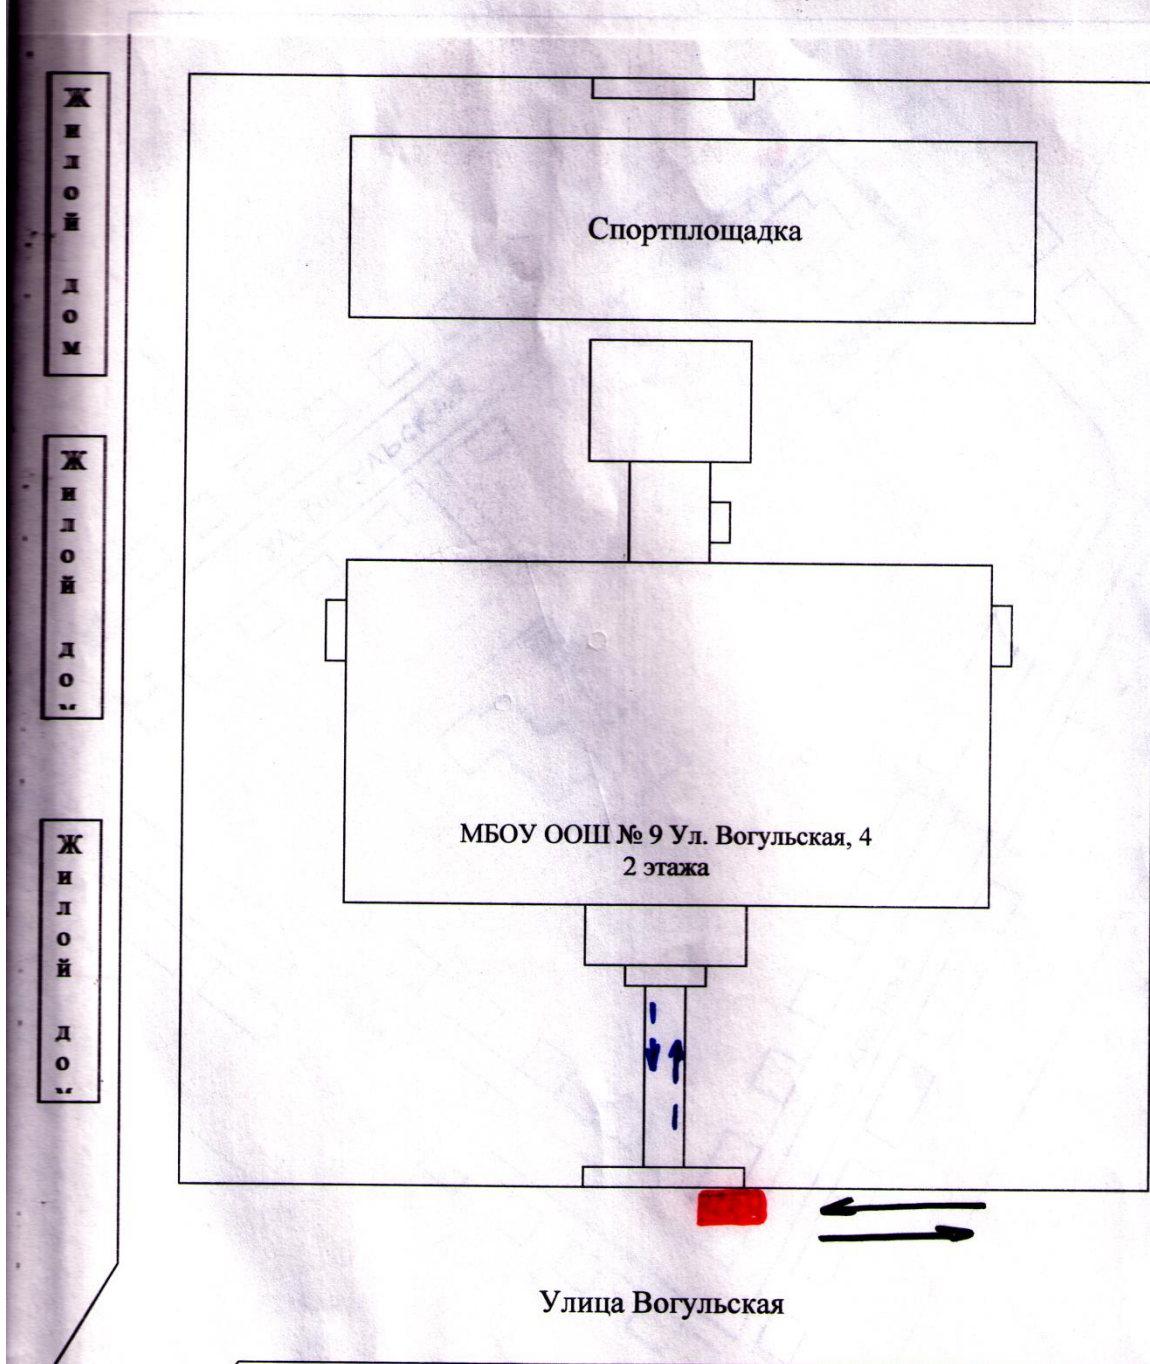 Жилой дом
Спортплощадка
Жилой до
МБОУ ООШ № 9 Ул. Вогульская, 4
2 этажа
Жилой до
Улица Вогульская